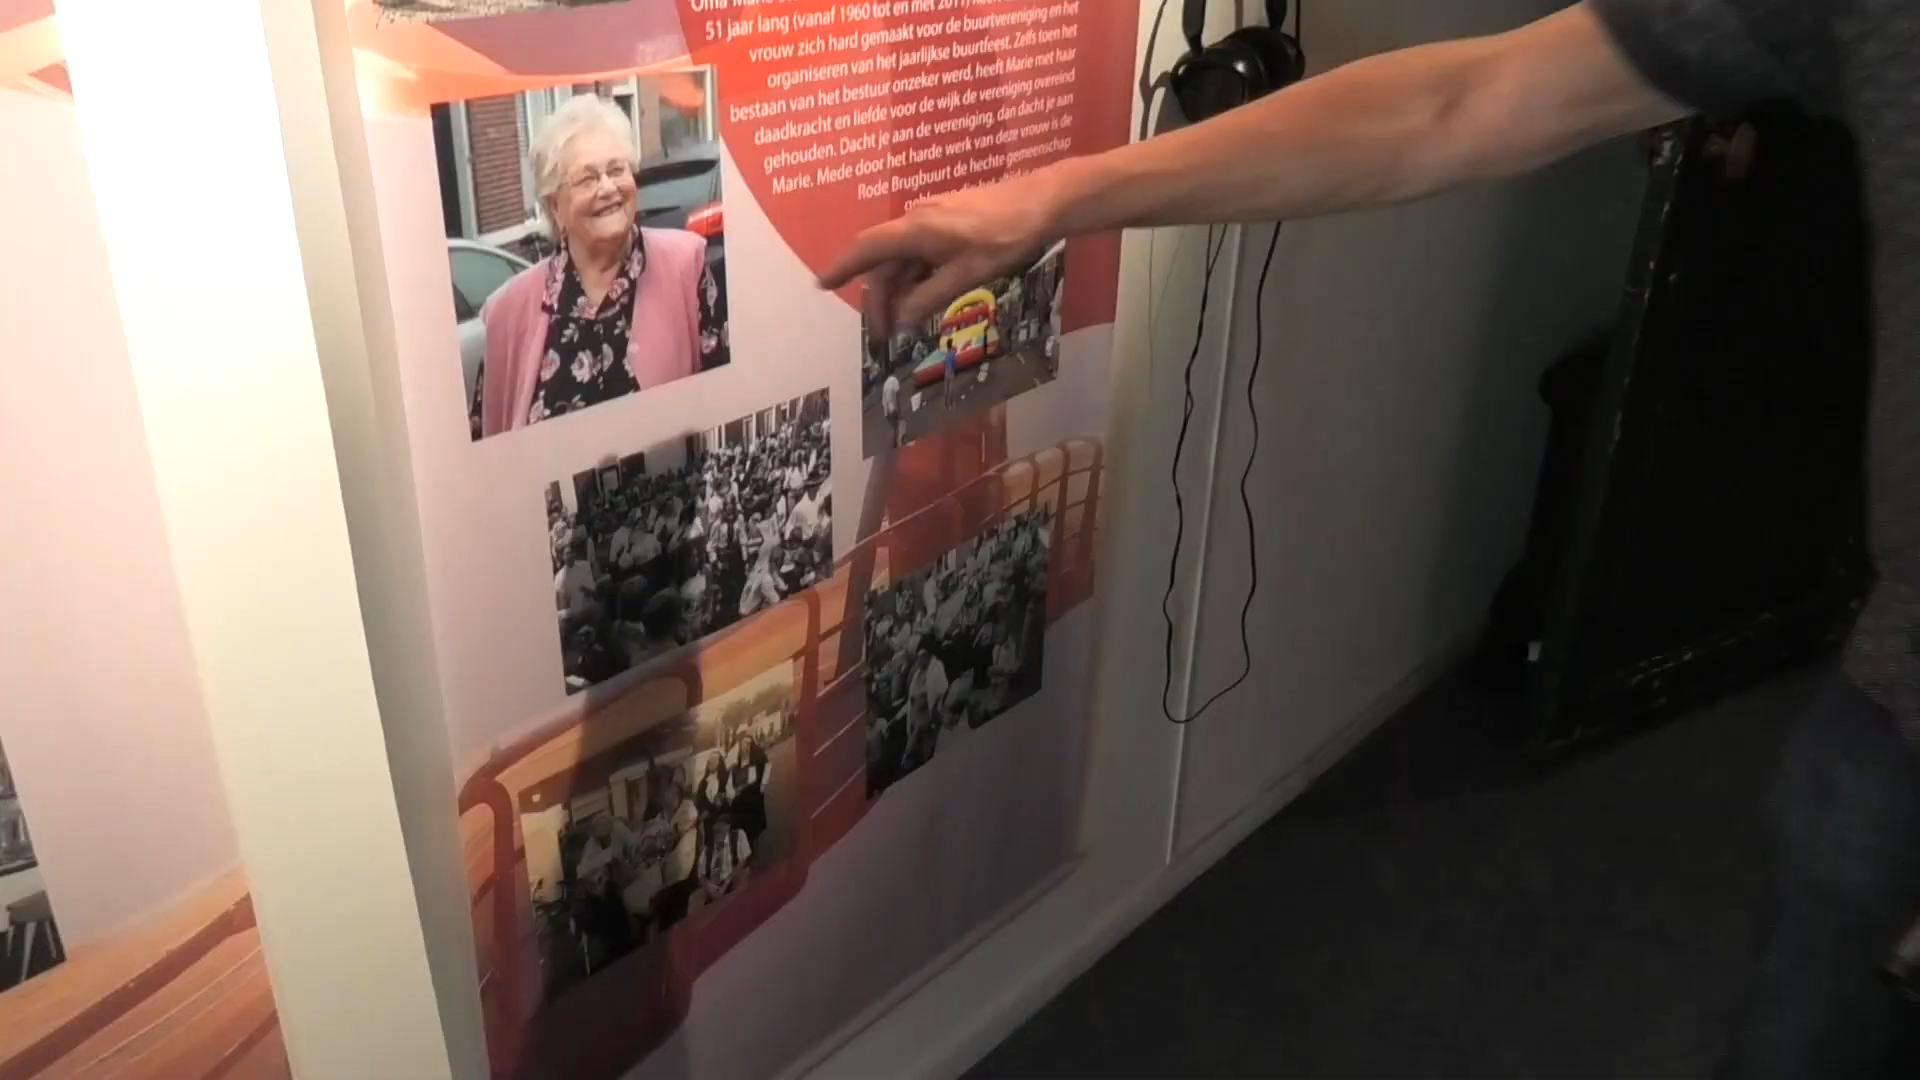 Oma Marie
51 jaar lang (vanaf 1960 tot en met 2011)
vrouw zich hard gemaakt voor de buurtvereniging en het
organiseren van het jaarlijkse buurtfeest. Zelfs toen het
bestaan van het bestuur onzeker werd, heeft Marie met haar
daadkracht en liefde voor de wijk de vereniging overeind
gehouden. Dacht je aan de vereniging, dan dacht je aan
Marie. Mede door het harde werk van deze vrouw is de
Rode Brugbuurt de hechte gemeenschap